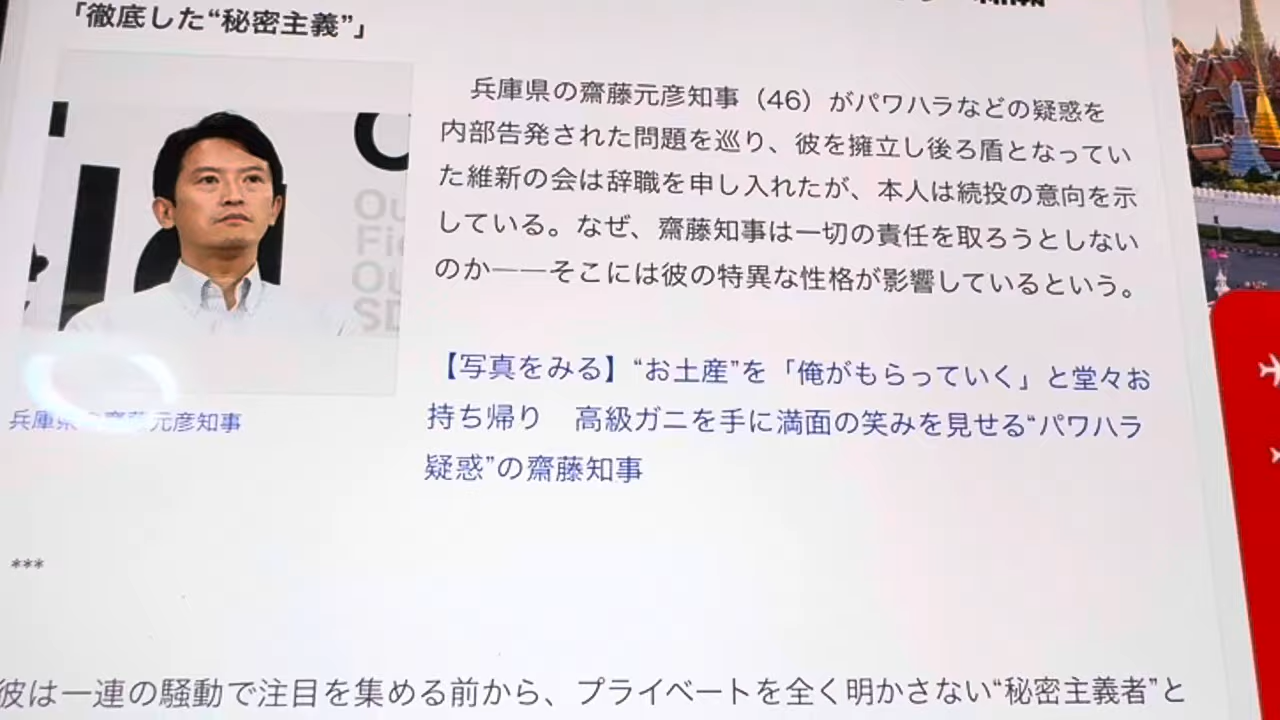 「徹底した“秘密主義”」
兵庫県の齋藤元彦知事（46）がパワハラなどの疑惑を
内部告発された問題を巡り、彼を擁立し後ろ盾となってい
た維新の会は辞職を申し入れたが、本人は続投の意向を示
している。なぜ、齋藤知事は一切の責任を取ろうとしない
のか――そこには彼の特異な性格が影響しているという。
【写真をみる】“お土産”を「俺がもらっていく」と堂々お
持ち帰り　高級ガニを手に満面の笑みを見せる“パワハラ
疑惑”の齋藤知事
兵庫県の齋藤元彦知事
***
彼は一連の騒動で注目を集める前から、プライベートを全く明かさない“秘密主義者”と